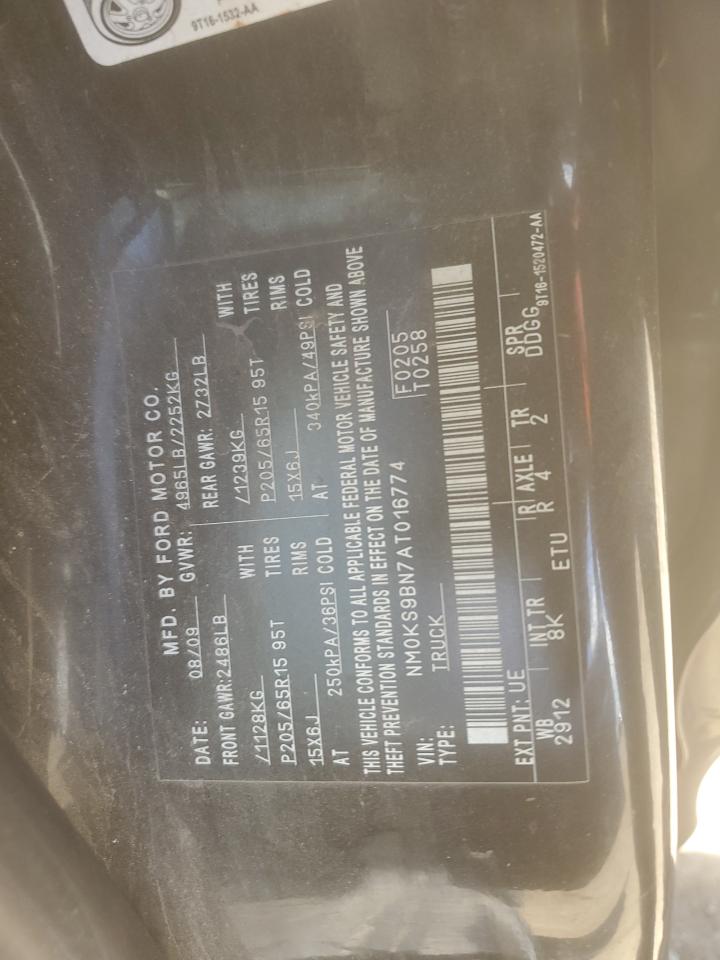 9T16-1532-AA
MFD. BY FORD MOTOR CO.
DATE: 08/09 GVWR: 4965LB/2252KG
FRONT GAWR: 2486LB REAR GAWR: 2732LB
/1128KG WITH /1239KG WITH
P205/65R15 95T TIRES P205/65R15 95T TIRES
15X6J RIMS 15X6J RIMS
AT 250kPA/36PSI COLD AT 340kPA/49PSI COLD
THIS VEHICLE CONFORMS TO ALL APPLICABLE FEDERAL MOTOR VEHICLE SAFETY AND
THEFT PREVENTION STANDARDS IN EFFECT ON THE DATE OF MANUFACTURE SHOWN ABOVE
VIN: NM0KS9BN7AT016774 F0205
TYPE: TRUCK T0258
EXT PNT: UE R AXLE TR SPR
WB INT TR R 4 2 DDGG
2912 8K ETU 9T16-1520472-AA